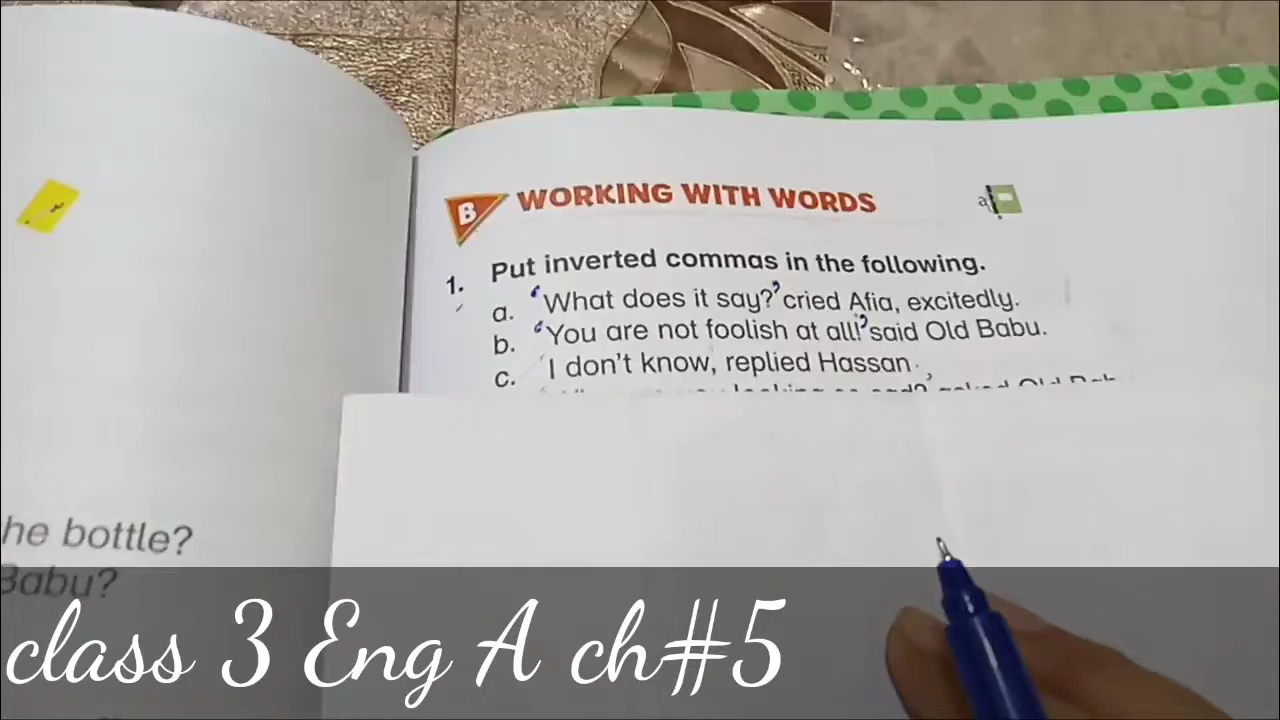 B WORKING WITH WORDS
1. Put inverted commas in the following.
a. ‘What does it say?’ cried Afia, excitedly.
b. ‘You are not foolish at all!’ said Old Babu.
c. I don't know, replied Hassan.
he bottle?
Babu?
class 3 Eng A ch#5